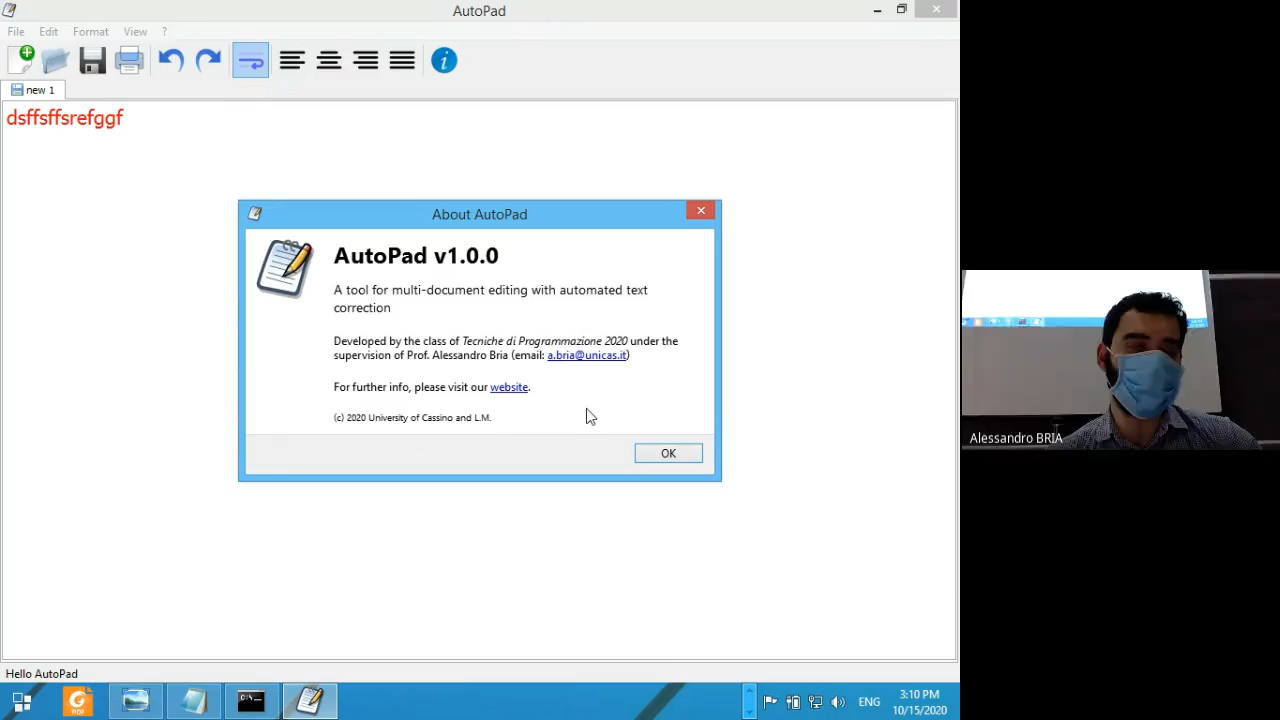 AutoPad
File Edit Format View ?
new 1
dsffsffsrefggf
About AutoPad
AutoPad v1.0.0
A tool for multi-document editing with automated text
correction
Developed by the class of Tecniche di Programmazione 2020 under the
supervision of Prof. Alessandro Bria (email: a.bria@unicas.it)
For further info, please visit our website.
(c) 2020 University of Cassino and L.M.
OK
Alessandro BRIA
Hello AutoPad
PDF
C:\
ENG
3:10 PM
10/15/2020